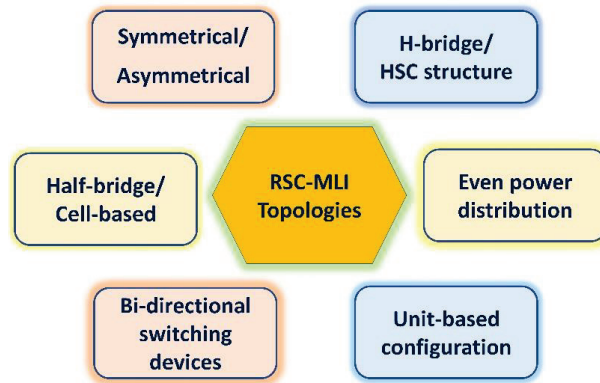 Symmetrical/
Asymmetrical
H-bridge/
HSC structure
Half-bridge/
Cell-based
RSC-MLI
Topologies
Even power
distribution
Bi-directional
switching
devices
Unit-based
configuration